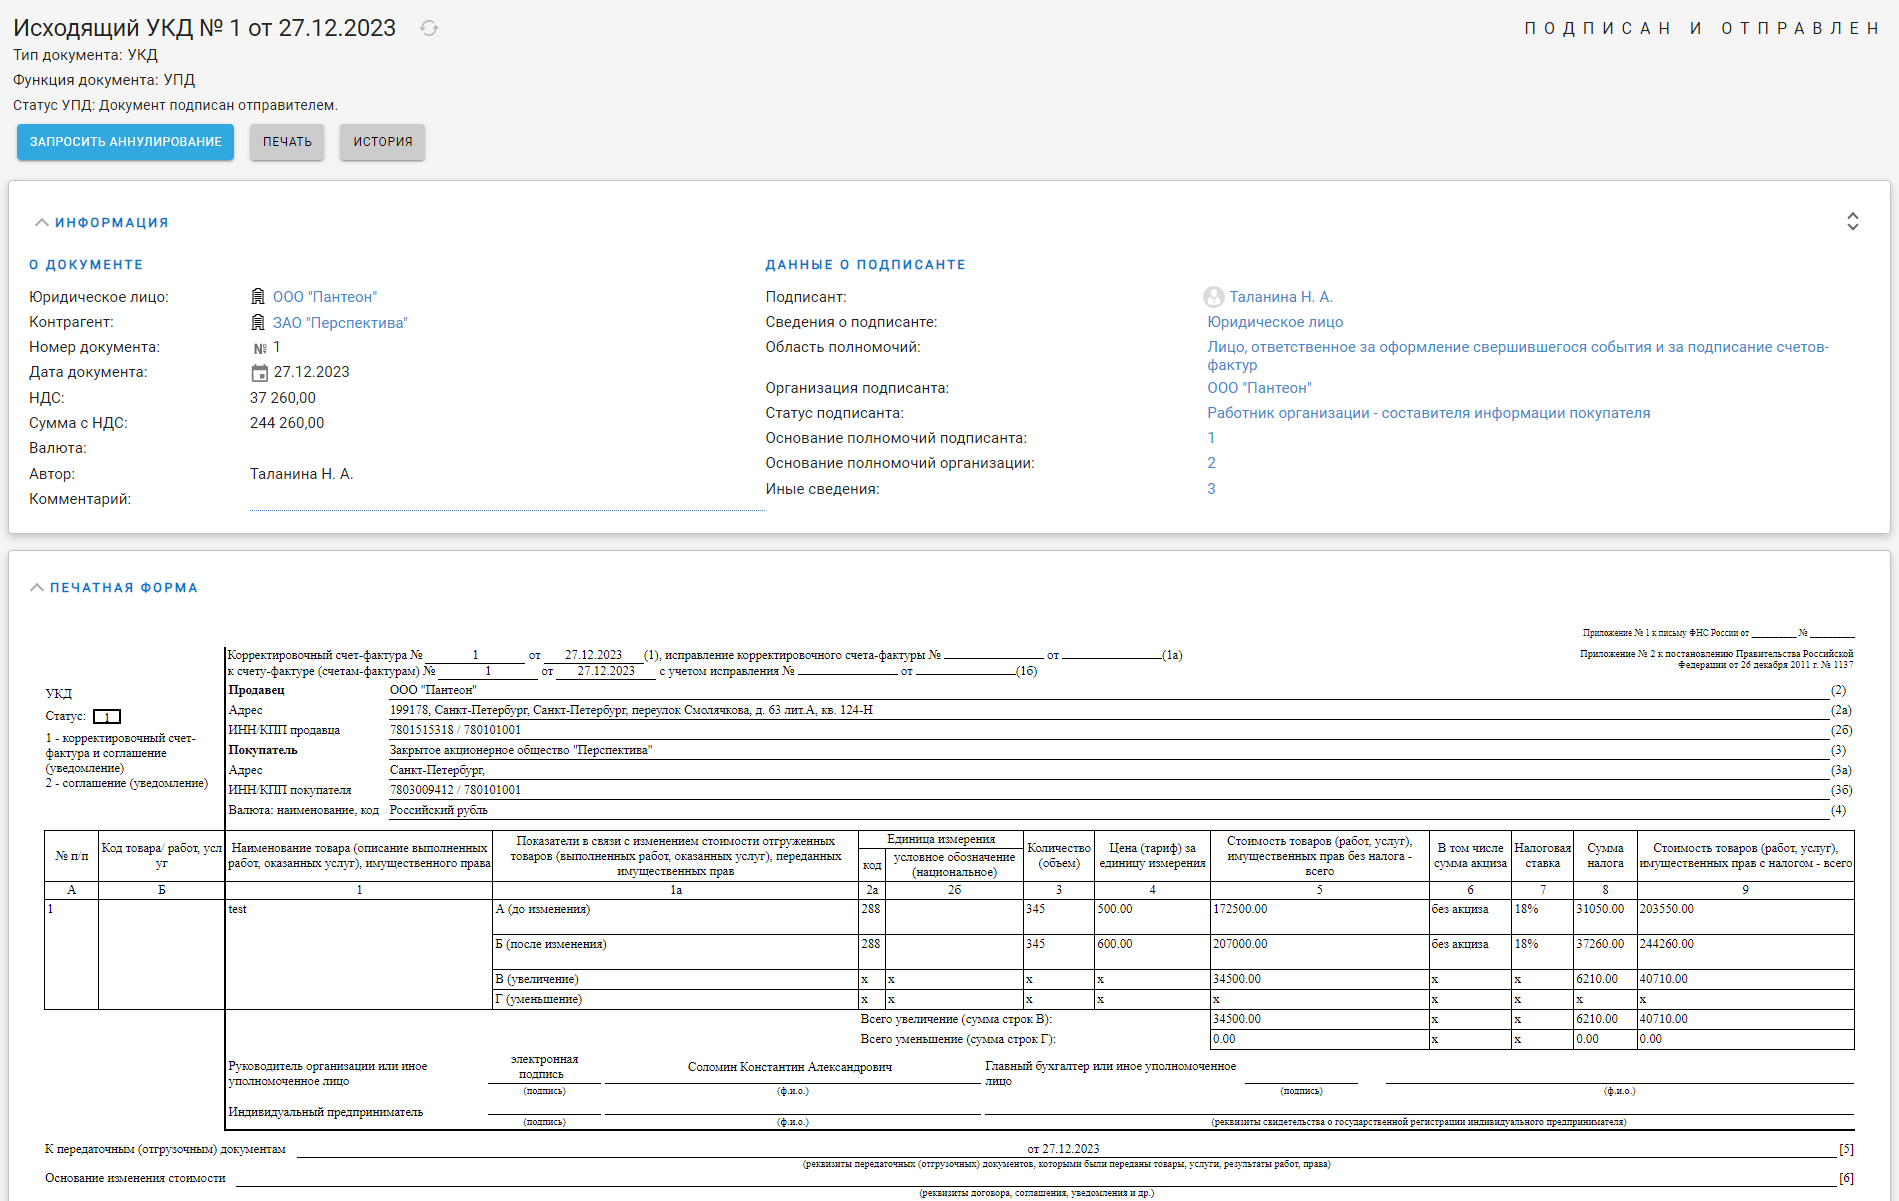 Исходящий УКД № 1 от 27.12.2023
ПОДПИСАН И ОТПРАВЛЕН
Тип документа: УКД
Функция документа: УПД
Статус УПД: Документ подписан отправителем.
ЗАПРОСИТЬ АННУЛИРОВАНИЕ ПЕЧАТЬ ИСТОРИЯ
ИНФОРМАЦИЯ
О ДОКУМЕНТЕ
Юридическое лицо: ООО "Пантеон"
Контрагент: ЗАО "Перспектива"
Номер документа: № 1
Дата документа: 27.12.2023
НДС: 37 260,00
Сумма с НДС: 244 260,00
Валюта:
Автор: Таланина Н. А.
Комментарий:
ДАННЫЕ О ПОДПИСАНТЕ
Подписант: Таланина Н. А.
Сведения о подписанте: Юридическое лицо
Область полномочий: Лицо, ответственное за оформление свершившегося события и за подписание счетов-
фактур
Организация подписанта: ООО "Пантеон"
Статус подписанта: Работник организации - составителя информации покупателя
Основание полномочий подписанта: 1
Основание полномочий организации: 2
Иные сведения: 3
ПЕЧАТНАЯ ФОРМА
Приложение № 1 к письму ФНС России от __________ № __________
Приложение № 2 к постановлению Правительства Российской
Федерации от 26 декабря 2011 г. № 1137
УКД
Статус: 1
1 - корректировочный счет-
фактура и соглашение
(уведомление)
2 - соглашение (уведомление)
Корректировочный счет-фактура № 1 от 27.12.2023 (1), исправление корректировочного счета-фактуры № от (1а)
к счету-фактуре (счетам-фактурам) № 1 от 27.12.2023 с учетом исправления № от (1б)
Продавец ООО "Пантеон" (2)
Адрес 199178, Санкт-Петербург, Санкт-Петербург, переулок Смолячкова, д. 63 лит.А, кв. 124-Н (2а)
ИНН/КПП продавца 7801515318 / 780101001 (2б)
Покупатель Закрытое акционерное общество "Перспектива" (3)
Адрес Санкт-Петербург, (3а)
ИНН/КПП покупателя 7803009412 / 780101001 (3б)
Валюта: наименование, код Российский рубль (4)
№ п/п
Код товара/ работ, усл
уг
Наименование товара (описание выполненных
работ, оказанных услуг), имущественного права
Показатели в связи с изменением стоимости отгруженных
товаров (выполненных работ, оказанных услуг), переданных
имущественных прав
Единица измерения
код
условное обозначение
(национальное)
Количество
(объем)
Цена (тариф) за
единицу измерения
Стоимость товаров (работ, услуг),
имущественных прав без налога -
всего
В том числе
сумма акциза
Налоговая
ставка
Сумма
налога
Стоимость товаров (работ, услуг),
имущественных прав с налогом - всего
А Б 1 1а 2а 2б 3 4 5 6 7 8 9
1 test А (до изменения) 288 345 500.00 172500.00 без акциза 18% 31050.00 203550.00
Б (после изменения) 288 345 600.00 207000.00 без акциза 18% 37260.00 244260.00
В (увеличение) x x x x 34500.00 x x 6210.00 40710.00
Г (уменьшение) x x x x x x x x x
Всего увеличение (сумма строк В): 34500.00 x x 6210.00 40710.00
Всего уменьшение (сумма строк Г): 0.00 x x 0.00 0.00
Руководитель организации или иное
уполномоченное лицо
электронная
подпись
(подпись)
Соломин Константин Александрович
(ф.и.о.)
Главный бухгалтер или иное уполномоченное
лицо
(подпись) (ф.и.о.)
Индивидуальный предприниматель
(подпись) (ф.и.о.) (реквизиты свидетельства о государственной регистрации индивидуального предпринимателя)
К передаточным (отгрузочным) документам от 27.12.2023 [5]
(реквизиты передаточных (отгрузочных) документов, которыми были переданы товары, услуги, результаты работ, права)
Основание изменения стоимости [6]
(реквизиты договора, соглашения, уведомления и др.)